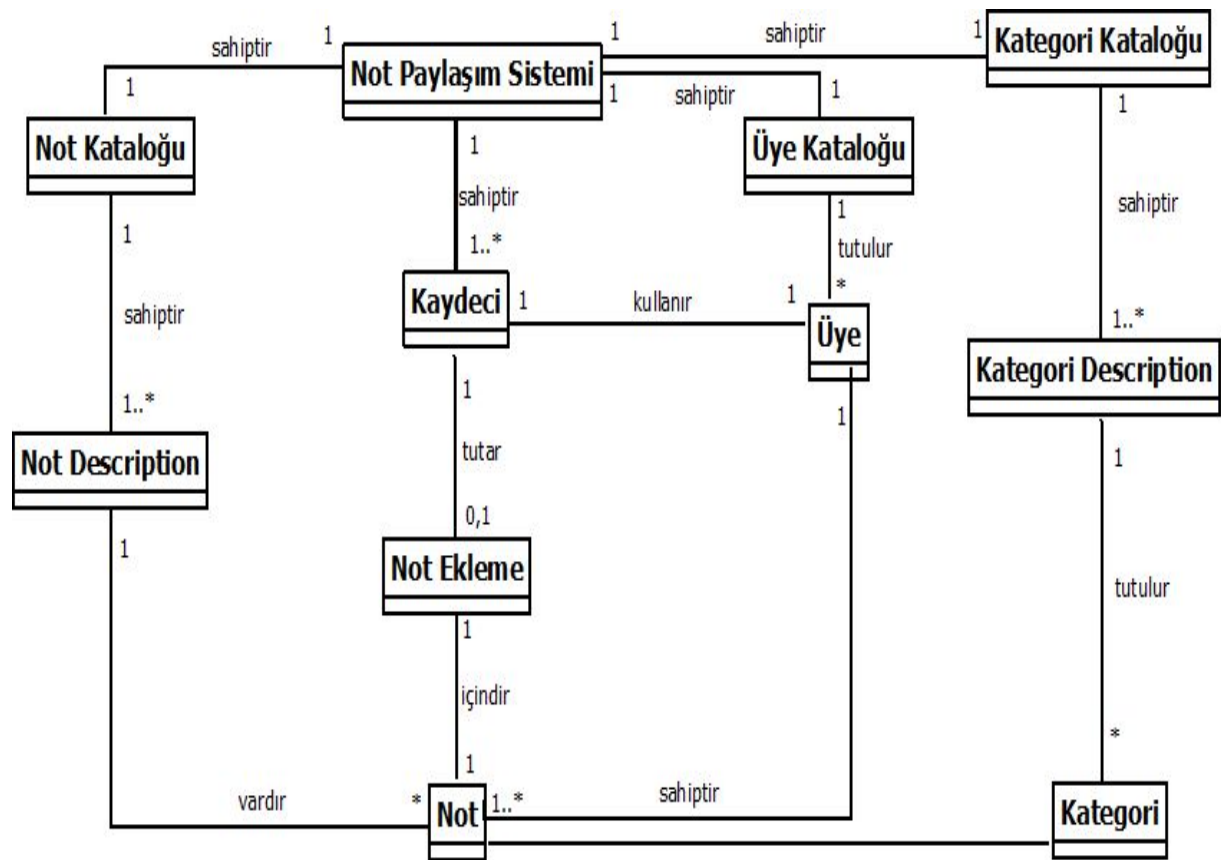 sahiptir
1
1
sahiptir
1
Kategori Kataloğu
Not Paylaşım Sistemi
1
1
sahiptir
1
1
1
Not Kataloğu
Üye Kataloğu
1
sahiptir
1
sahiptir
1
tutulur
1..*
*
Kaydeci
1
kullanır
1
Üye
sahiptir
1..*
Kategori Description
1..*
Not Description
1
tutar
0,1
1
1
1
Not Ekleme
1
içindir
1
tutulur
*
vardır
*
Not
1..*
sahiptir
Kategori